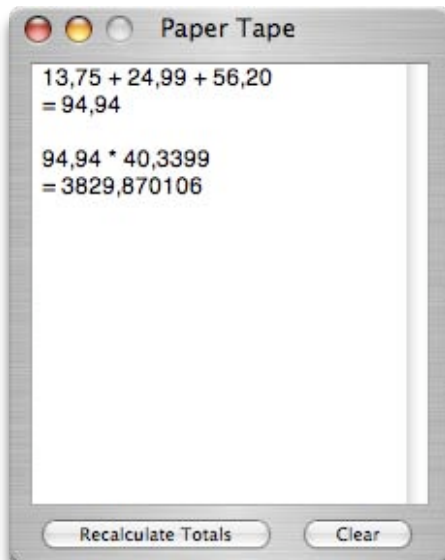 Paper Tape
13,75 + 24,99 + 56,20
= 94,94
94,94 * 40,3399
= 3829,870106
Recalculate Totals
Clear